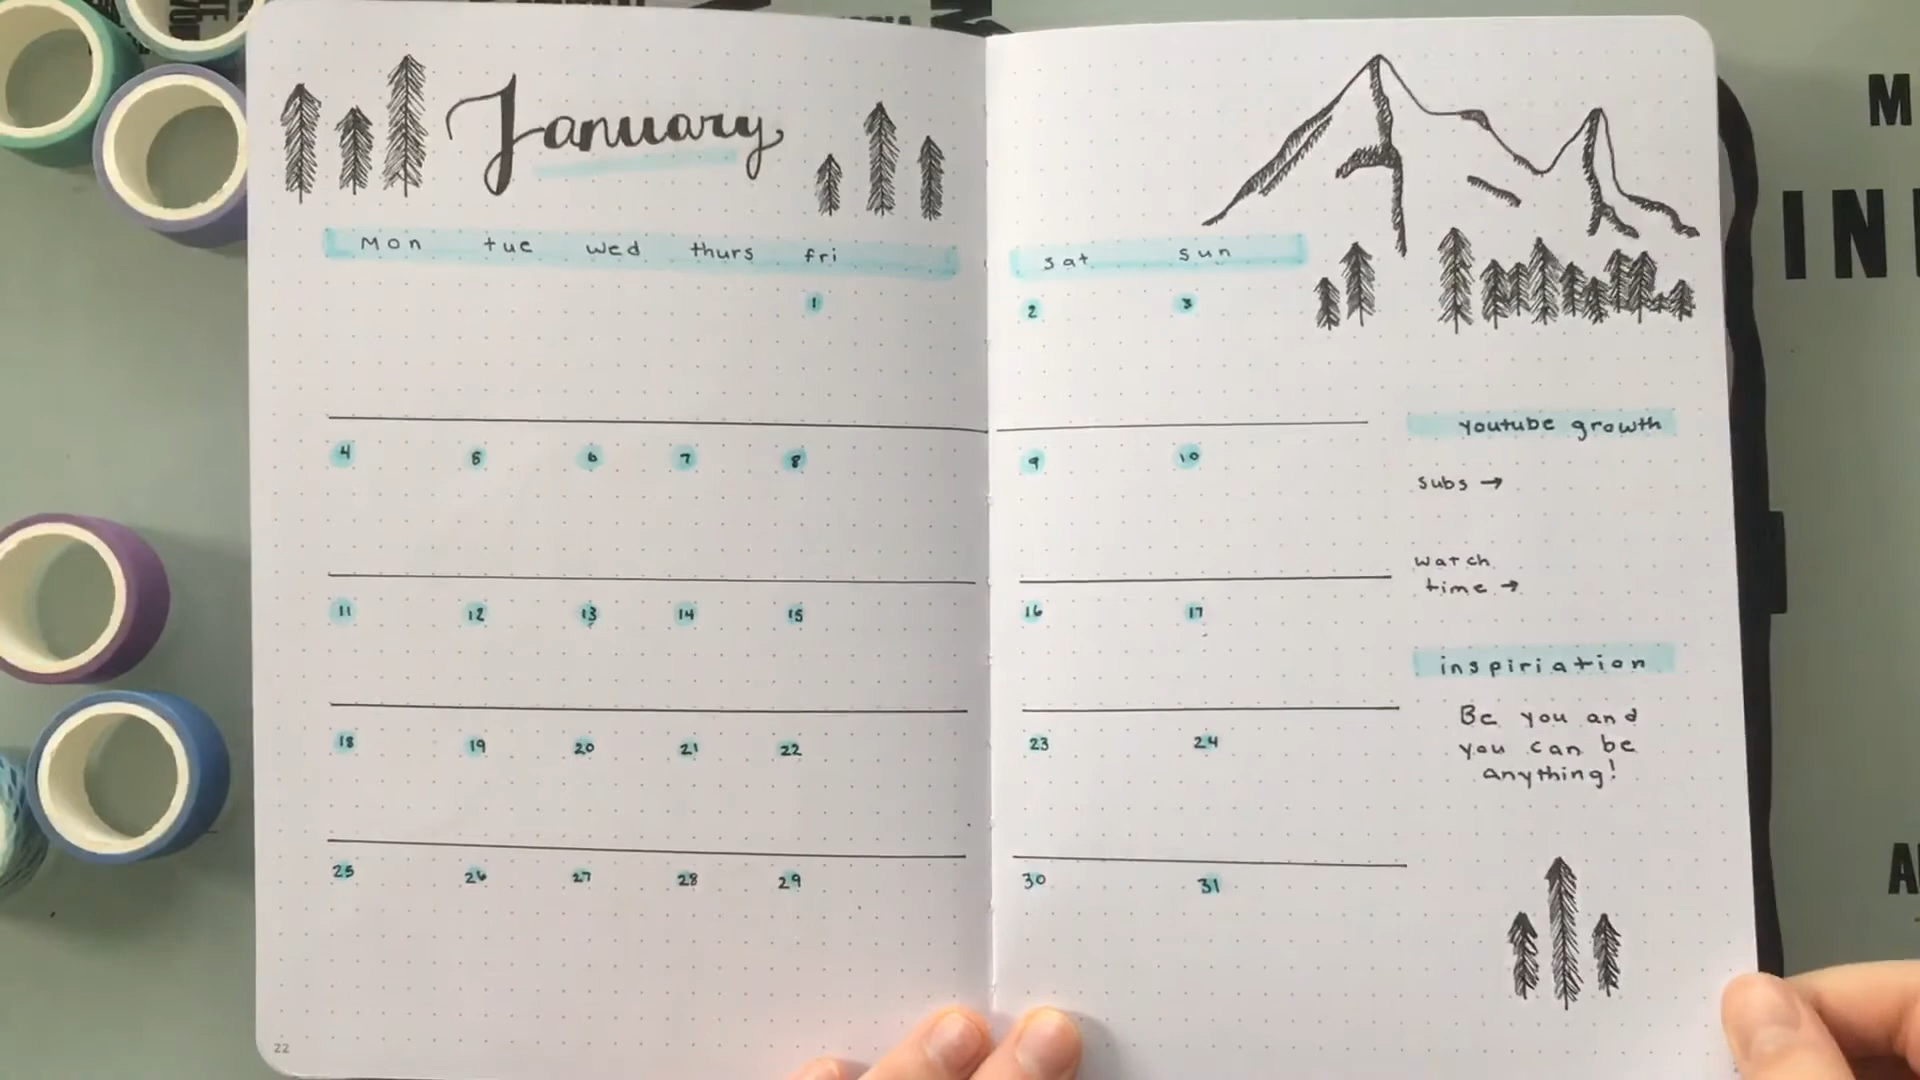 January
Mon tue wed thurs fri sat sun
1 2 3
4 5 6 7 8 9 10
11 12 13 14 15 16 17
18 19 20 21 22 23 24
25 26 27 28 29 30 31
youtube growth
subs →
watch
time →
inspiriation
Be you and
you can be
anything!
22
M